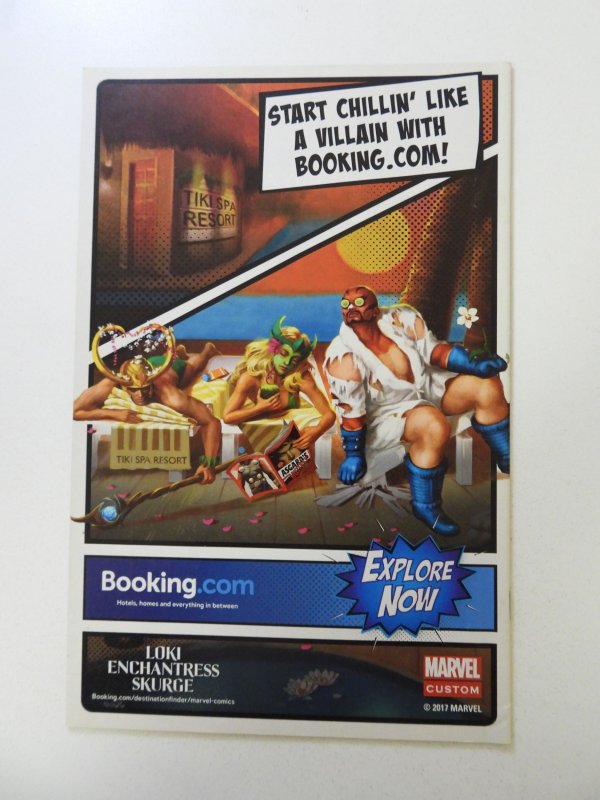 START CHILLIN' LIKE
A VILLAIN WITH
BOOKING.COM!
TIKI SPA
RESORT
TIKI SPA RESORT
ASGARD'S
Booking.com
Hotels, homes and everything in between
EXPLORE
NOW
LOKI
ENCHANTRESS
SKURGE
Booking.com/destinationfinder/marvel-comics
MARVEL
CUSTOM
© 2017 MARVEL